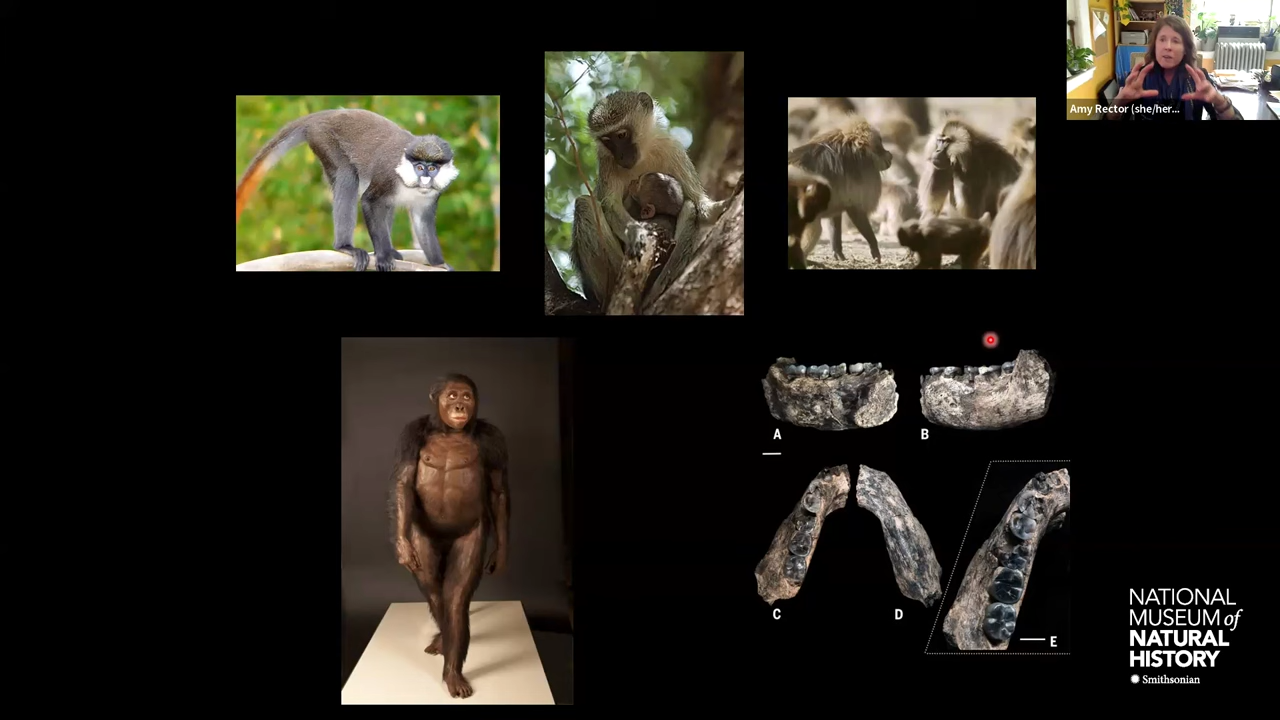 Amy Rector (she/her...
A
B
C
D
E
NATIONAL
MUSEUM of
NATURAL
HISTORY
Smithsonian